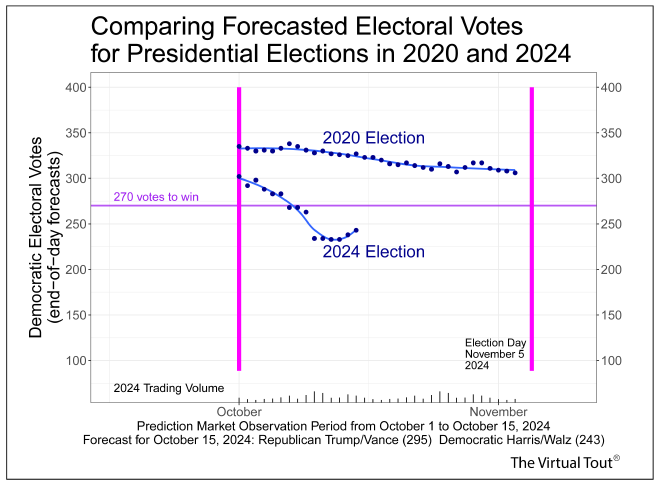 Comparing Forecasted Electoral Votes
for Presidential Elections in 2020 and 2024
Democratic Electoral Votes
(end−of−day forecasts)
400
350
300
250
200
150
100
400
350
300
250
200
150
100
2020 Election
270 votes to win
2024 Election
Election Day
November 5
2024
2024 Trading Volume
October
November
Prediction Market Observation Period from October 1 to October 15, 2024
Forecast for October 15, 2024: Republican Trump/Vance (295) Democratic Harris/Walz (243)
The Virtual Tout®